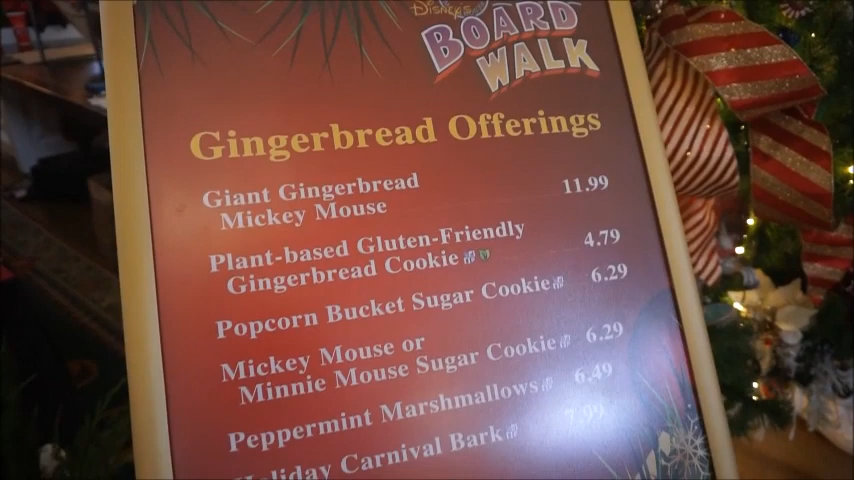 Disney's
BOARD
WALK
Gingerbread Offerings
Giant Gingerbread
Mickey Mouse 11.99
Plant-based Gluten-Friendly
Gingerbread Cookie 4.79
Popcorn Bucket Sugar Cookie 6.29
Mickey Mouse or
Minnie Mouse Sugar Cookie 6.29
Peppermint Marshmallows 6.49
Holiday Carnival Bark 7.99